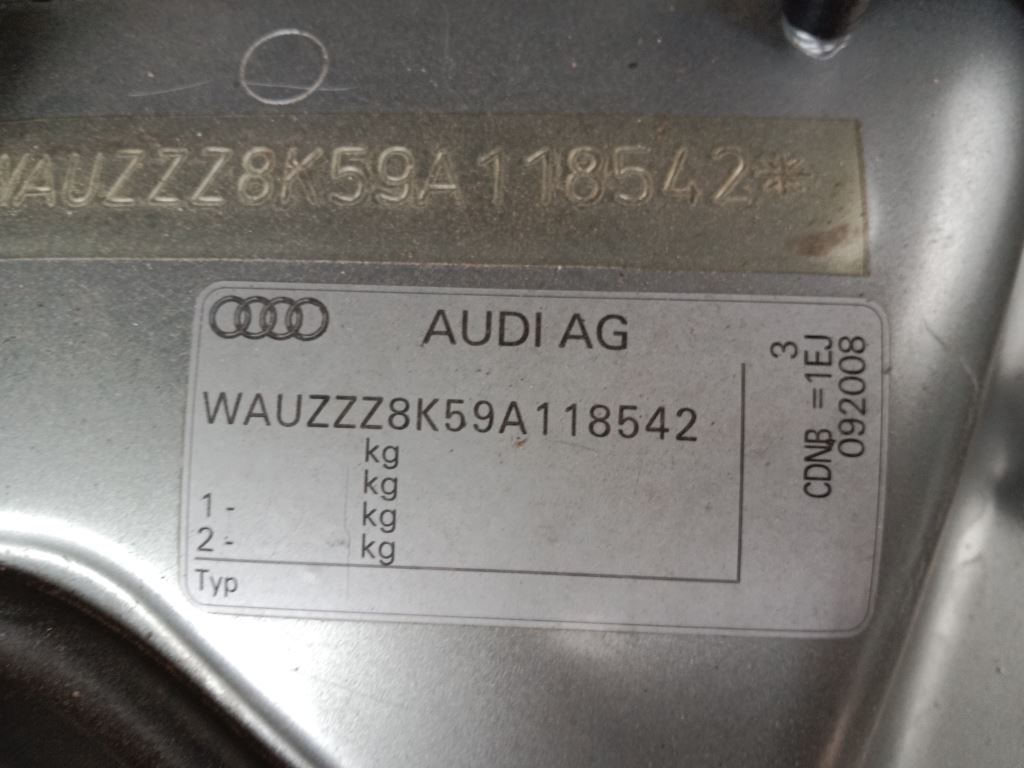 WAUZZZ8K59A118542*
AUDI AG
WAUZZZ8K59A118542
kg
kg
1 - kg
2 - kg
Typ
3
CDNB =1EJ
092008